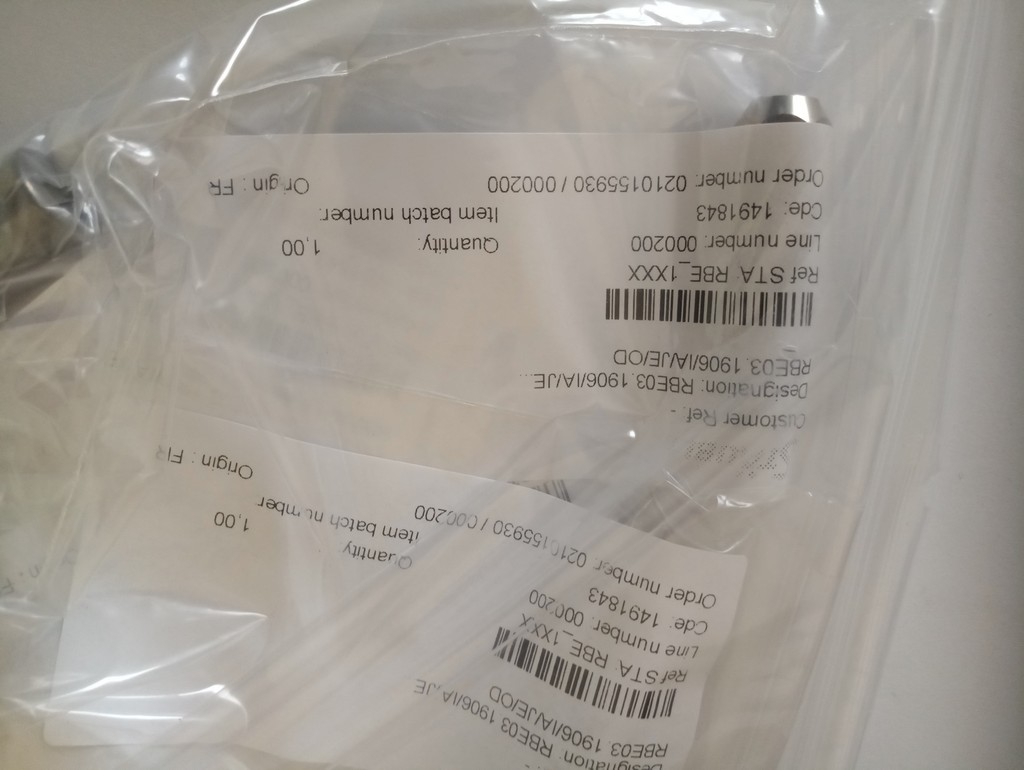 Customer Ref: -
Designation: RBE03.1906/IA/JE...
RBE03.1906/IA/JE/OD
Ref STA RBE_1XXX
Line number: 000200
Quantity: 1,00
Cde: 1491843
Item batch number:
Order number: 0210155930 / 000200
Origin : FR
Designation: RBE03.1906/IA/JE
RBE03.1906/IA/JE/OD
Ref STA RBE_1XXX
Line number: 000200
Cde: 1491843
Quantity 1,00
Order number: 0210155930 / 000200
Item batch number
Origin : FR